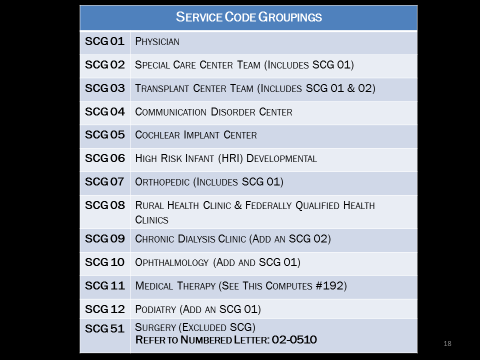 SERVICE CODE GROUPINGS
SCG 01 PHYSICIAN
SCG 02 SPECIAL CARE CENTER TEAM (INCLUDES SCG 01)
SCG 03 TRANSPLANT CENTER TEAM (INCLUDES SCG 01 & 02)
SCG 04 COMMUNICATION DISORDER CENTER
SCG 05 COCHLEAR IMPLANT CENTER
SCG 06 HIGH RISK INFANT (HRI) DEVELOPMENTAL
SCG 07 ORTHOPEDIC (INCLUDES SCG 01)
SCG 08 RURAL HEALTH CLINIC & FEDERALLY QUALIFIED HEALTH
CLINICS
SCG 09 CHRONIC DIALYSIS CLINIC (ADD AN SCG 02)
SCG 10 OPHTHALMOLOGY (ADD AND SCG 01)
SCG 11 MEDICAL THERAPY (SEE THIS COMPUTES #192)
SCG 12 PODIATRY (ADD AN SCG 01)
SCG 51 SURGERY (EXCLUDED SCG)
REFER TO NUMBERED LETTER: 02-0510
18